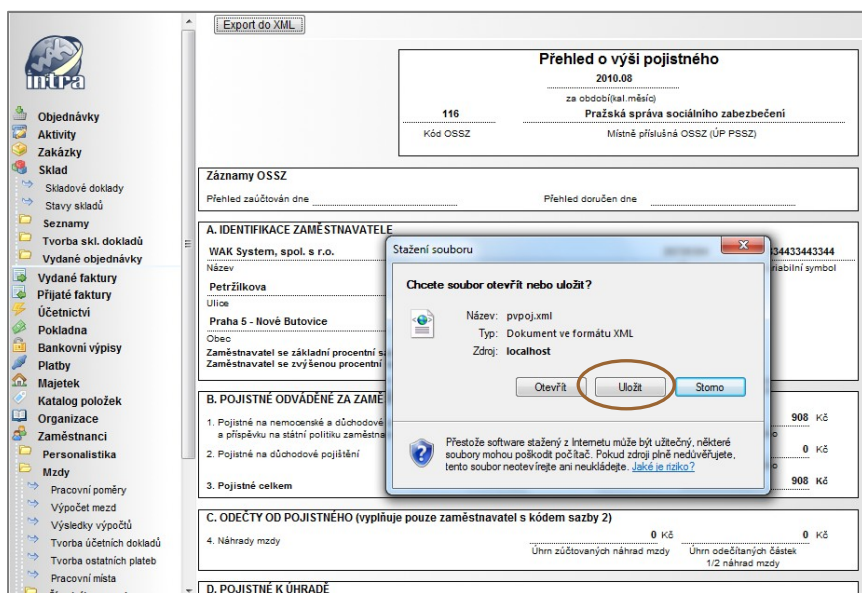 Export do XML
intra
Objednávky
Aktivity
Zakázky
Sklad
Skladové doklady
Stavy skladů
Seznamy
Tvorba skl. dokladů
Vydané objednávky
Vydané faktury
Přijaté faktury
Účetnictví
Pokladna
Bankovní výpisy
Platby
Majetek
Katalog položek
Organizace
Zaměstnanci
Personalistika
Mzdy
Pracovní poměry
Výpočet mezd
Výsledky výpočtů
Tvorba účetních dokladů
Tvorba ostatních plateb
Pracovní místa
Přehled o výši pojistného
2010.08
za období(kal.měsíc)
116 Pražská správa sociálního zabezbečení
Kód OSSZ Místně příslušná OSSZ (ÚP PSSZ)
Záznamy OSSZ
Přehled zaúčtován dne Přehled doručen dne
A. IDENTIFIKACE ZAMĚSTNAVATELE
WAK System, spol. s r.o. 34433443344
Název riabilní symbol
Petržílkova
Ulice
Praha 5 - Nové Butovice
Obec
Zaměstnavatel se základní procentní s
Zaměstnavatel se zvýšenou procentní
B. POJISTNÉ ODVÁDĚNÉ ZA ZAMĚ
1. Pojistné na nemocenské a důchodové 908 Kč
a příspěvku na státní politiku zaměstna
2. Pojistné na důchodové pojištění 0 Kč
3. Pojistné celkem 908 Kč
Stažení souboru
Chcete soubor otevřít nebo uložit?
Název: pvpoj.xml
Typ: Dokument ve formátu XML
Zdroj: localhost
Otevřít Uložit Storno
Přestože software stažený z Internetu může být užitečný, některé
soubory mohou poškodit počítač. Pokud zdroji plně nedůvěřujete,
tento soubor neotevírejte ani neukládejte. Jaké je riziko?
C. ODEČTY OD POJISTNÉHO (vyplňuje pouze zaměstnavatel s kódem sazby 2)
4. Náhrady mzdy 0 Kč 0 Kč
Úhrn zúčtovaných náhrad mzdy Úhrn odečítaných částek
1/2 náhrad mzdy
D. POJISTNÉ K ÚHRADĚ